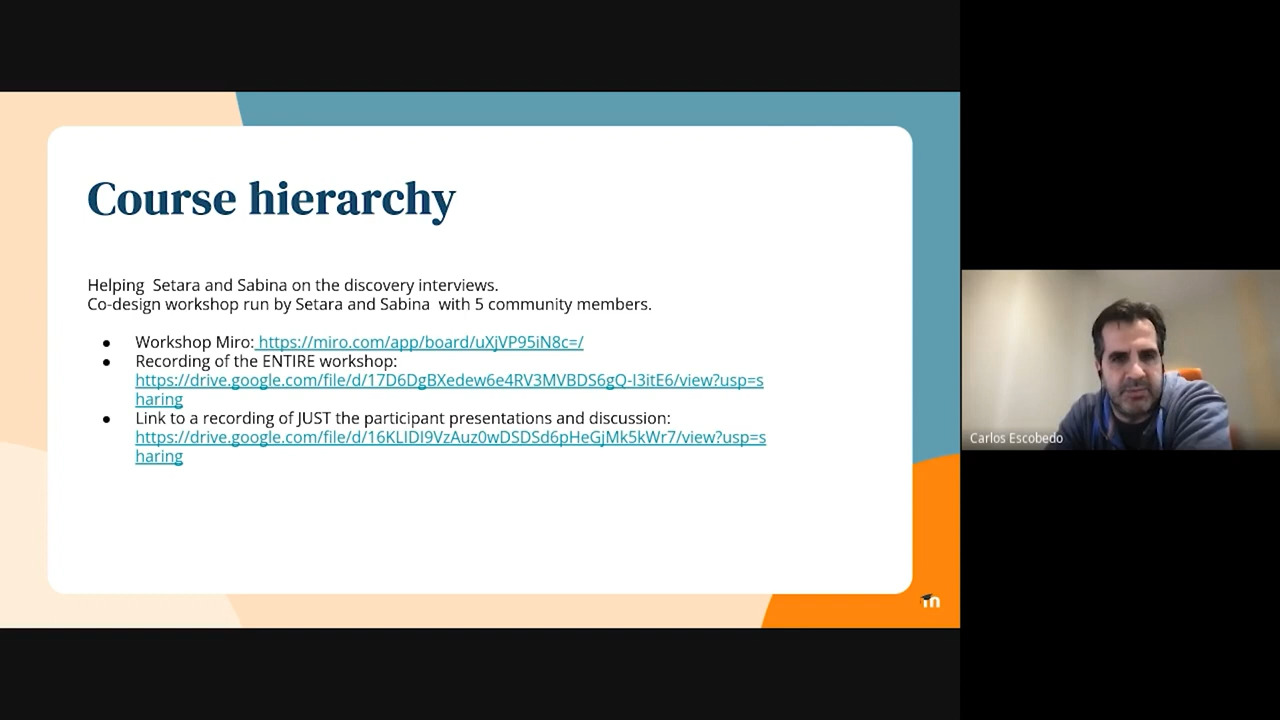 Course hierarchy
Helping  Setara and Sabina on the discovery interviews.
Co-design workshop run by Setara and Sabina  with 5 community members.
● Workshop Miro: https://miro.com/app/board/uXjVP95iN8c=/
● Recording of the ENTIRE workshop:
https://drive.google.com/file/d/17D6DgBXedew6e4RV3MVBDS6gQ-I3itE6/view?usp=s
haring
● Link to a recording of JUST the participant presentations and discussion:
https://drive.google.com/file/d/16KLIDI9VzAuz0wDSDSd6pHeGjMk5kWr7/view?usp=s
haring
m
Carlos Escobedo